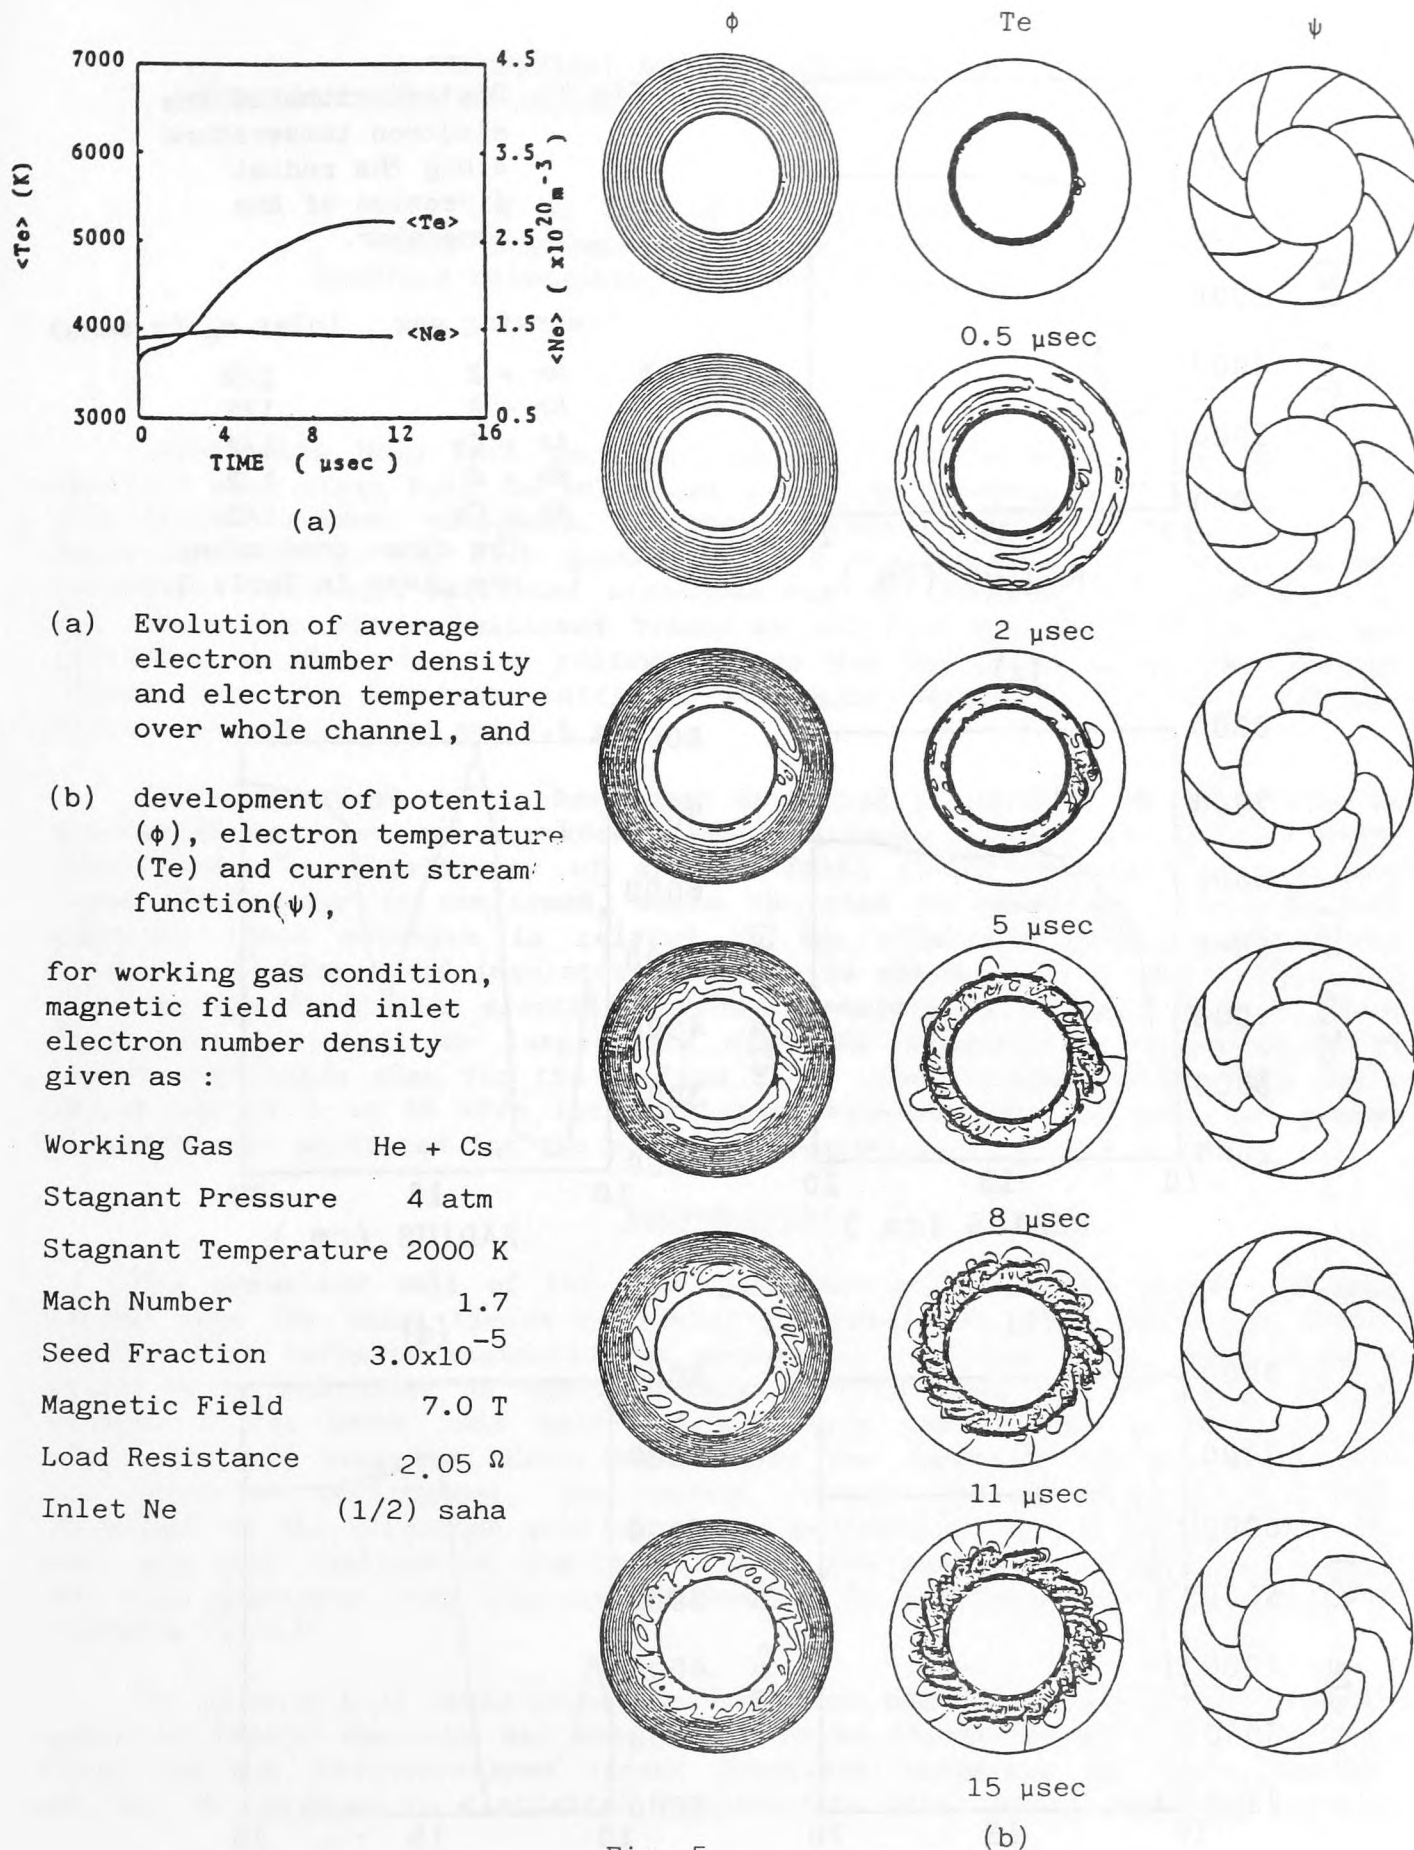 φ Te ψ
7000
6000
5000
4000
3000
<Te> (K)
4.5
3.5
2.5
1.5
0.5
<Ne> ( x10²⁰ m⁻³ )
<Te>
<Ne>
0 4 8 12 16
TIME ( μsec )
(a)
(a) Evolution of average
electron number density
and electron temperature
over whole channel, and
(b) development of potential
(φ), electron temperature
(Te) and current stream
function(ψ),
for working gas condition,
magnetic field and inlet
electron number density
given as :
Working Gas He + Cs
Stagnant Pressure 4 atm
Stagnant Temperature 2000 K
Mach Number 1.7
Seed Fraction 3.0x10⁻⁵
Magnetic Field 7.0 T
Load Resistance 2.05 Ω
Inlet Ne (1/2) saha
0.5 μsec
2 μsec
5 μsec
8 μsec
11 μsec
15 μsec
(b)